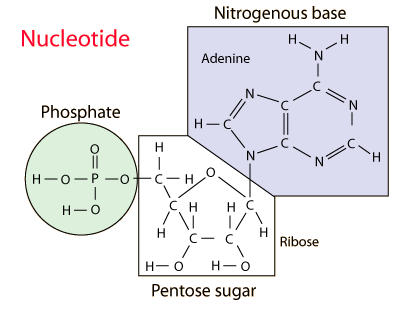 Nitrogenous base
Nucleotide
Adenine
H H
N
C
N C N
H C
C C H
N N
Phosphate
O
H O P O C H
H O
H
O
C C
H H H H
C C
H O H O
Ribose
Pentose sugar